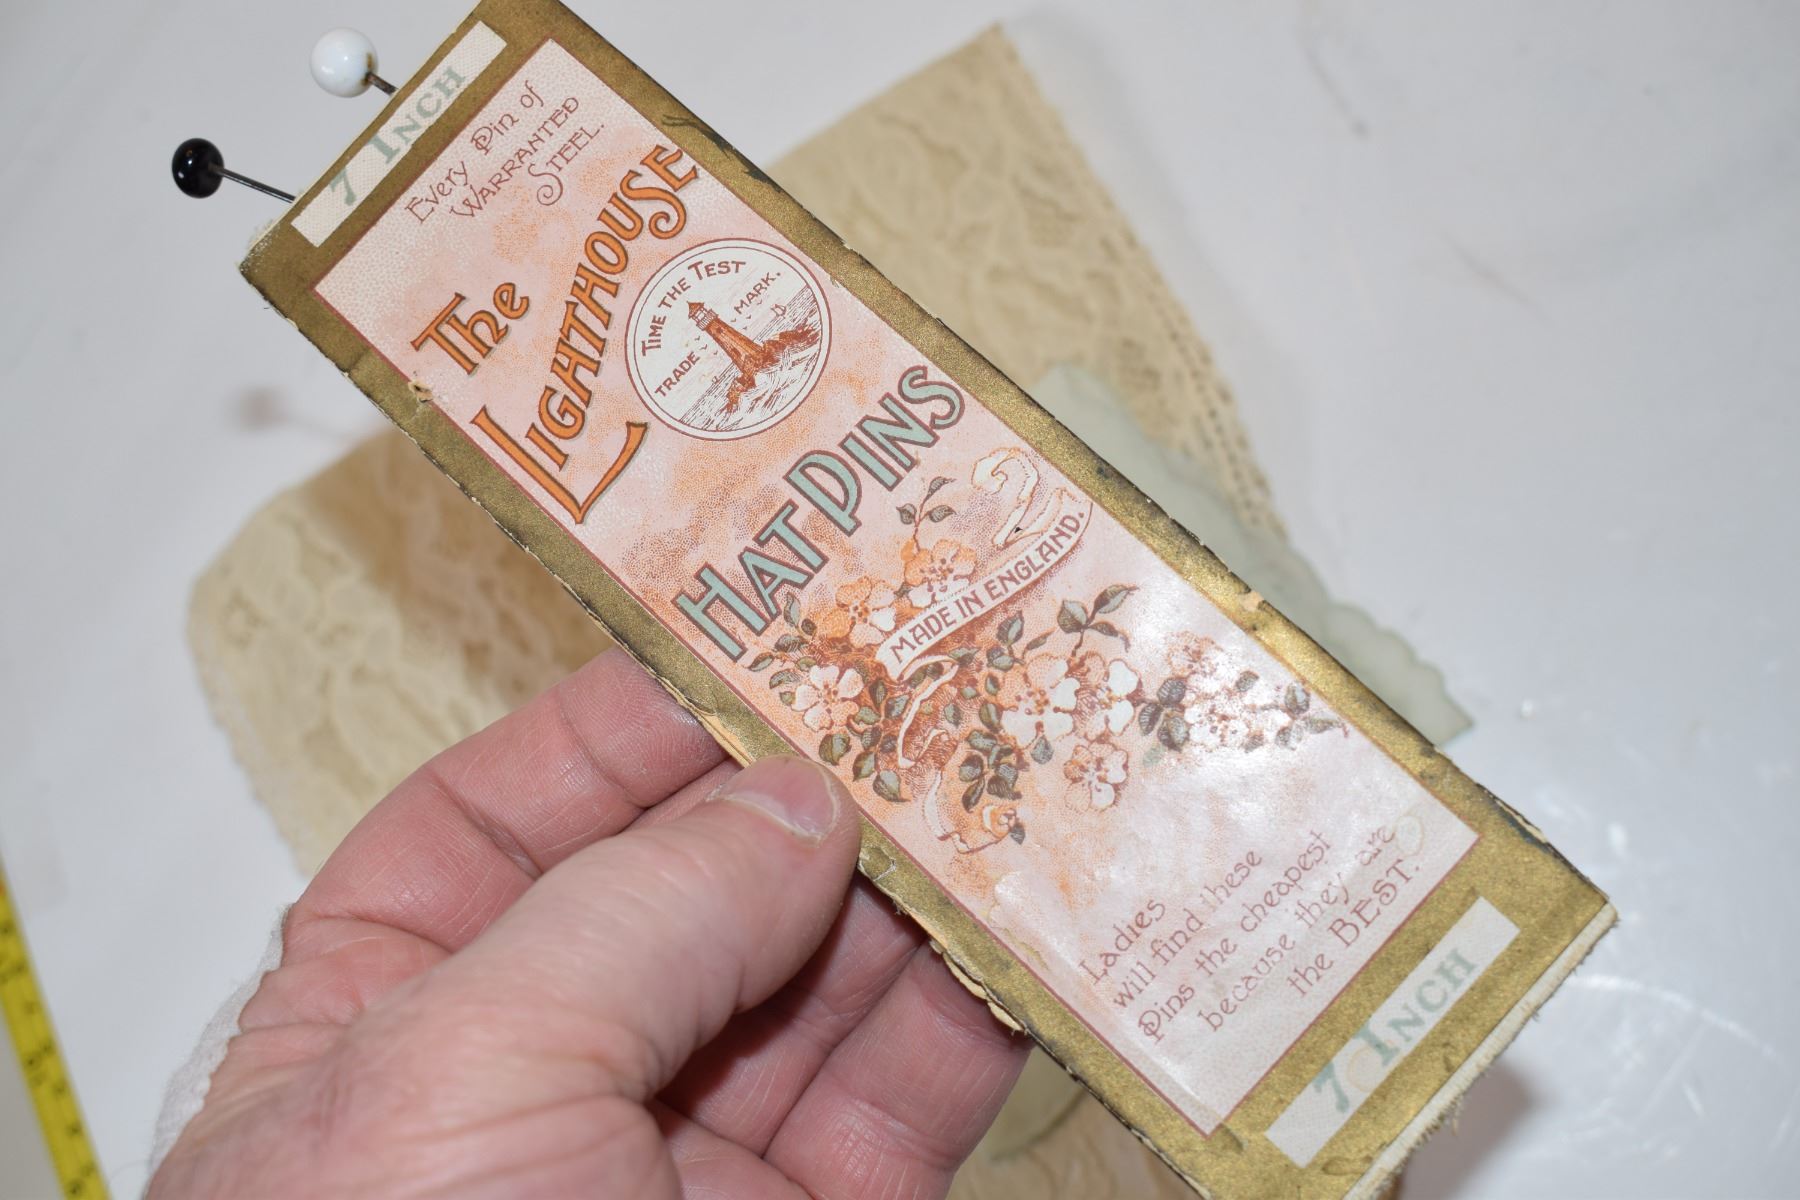 7 INCH
Every Pin of
WARRANTED
STEEL.
The
LIGHTHOUSE
TIME THE TEST
TRADE MARK.
HAT PINS
MADE IN ENGLAND.
Ladies
will find these
Pins the cheapest
because they are
the BEST.
7 INCH